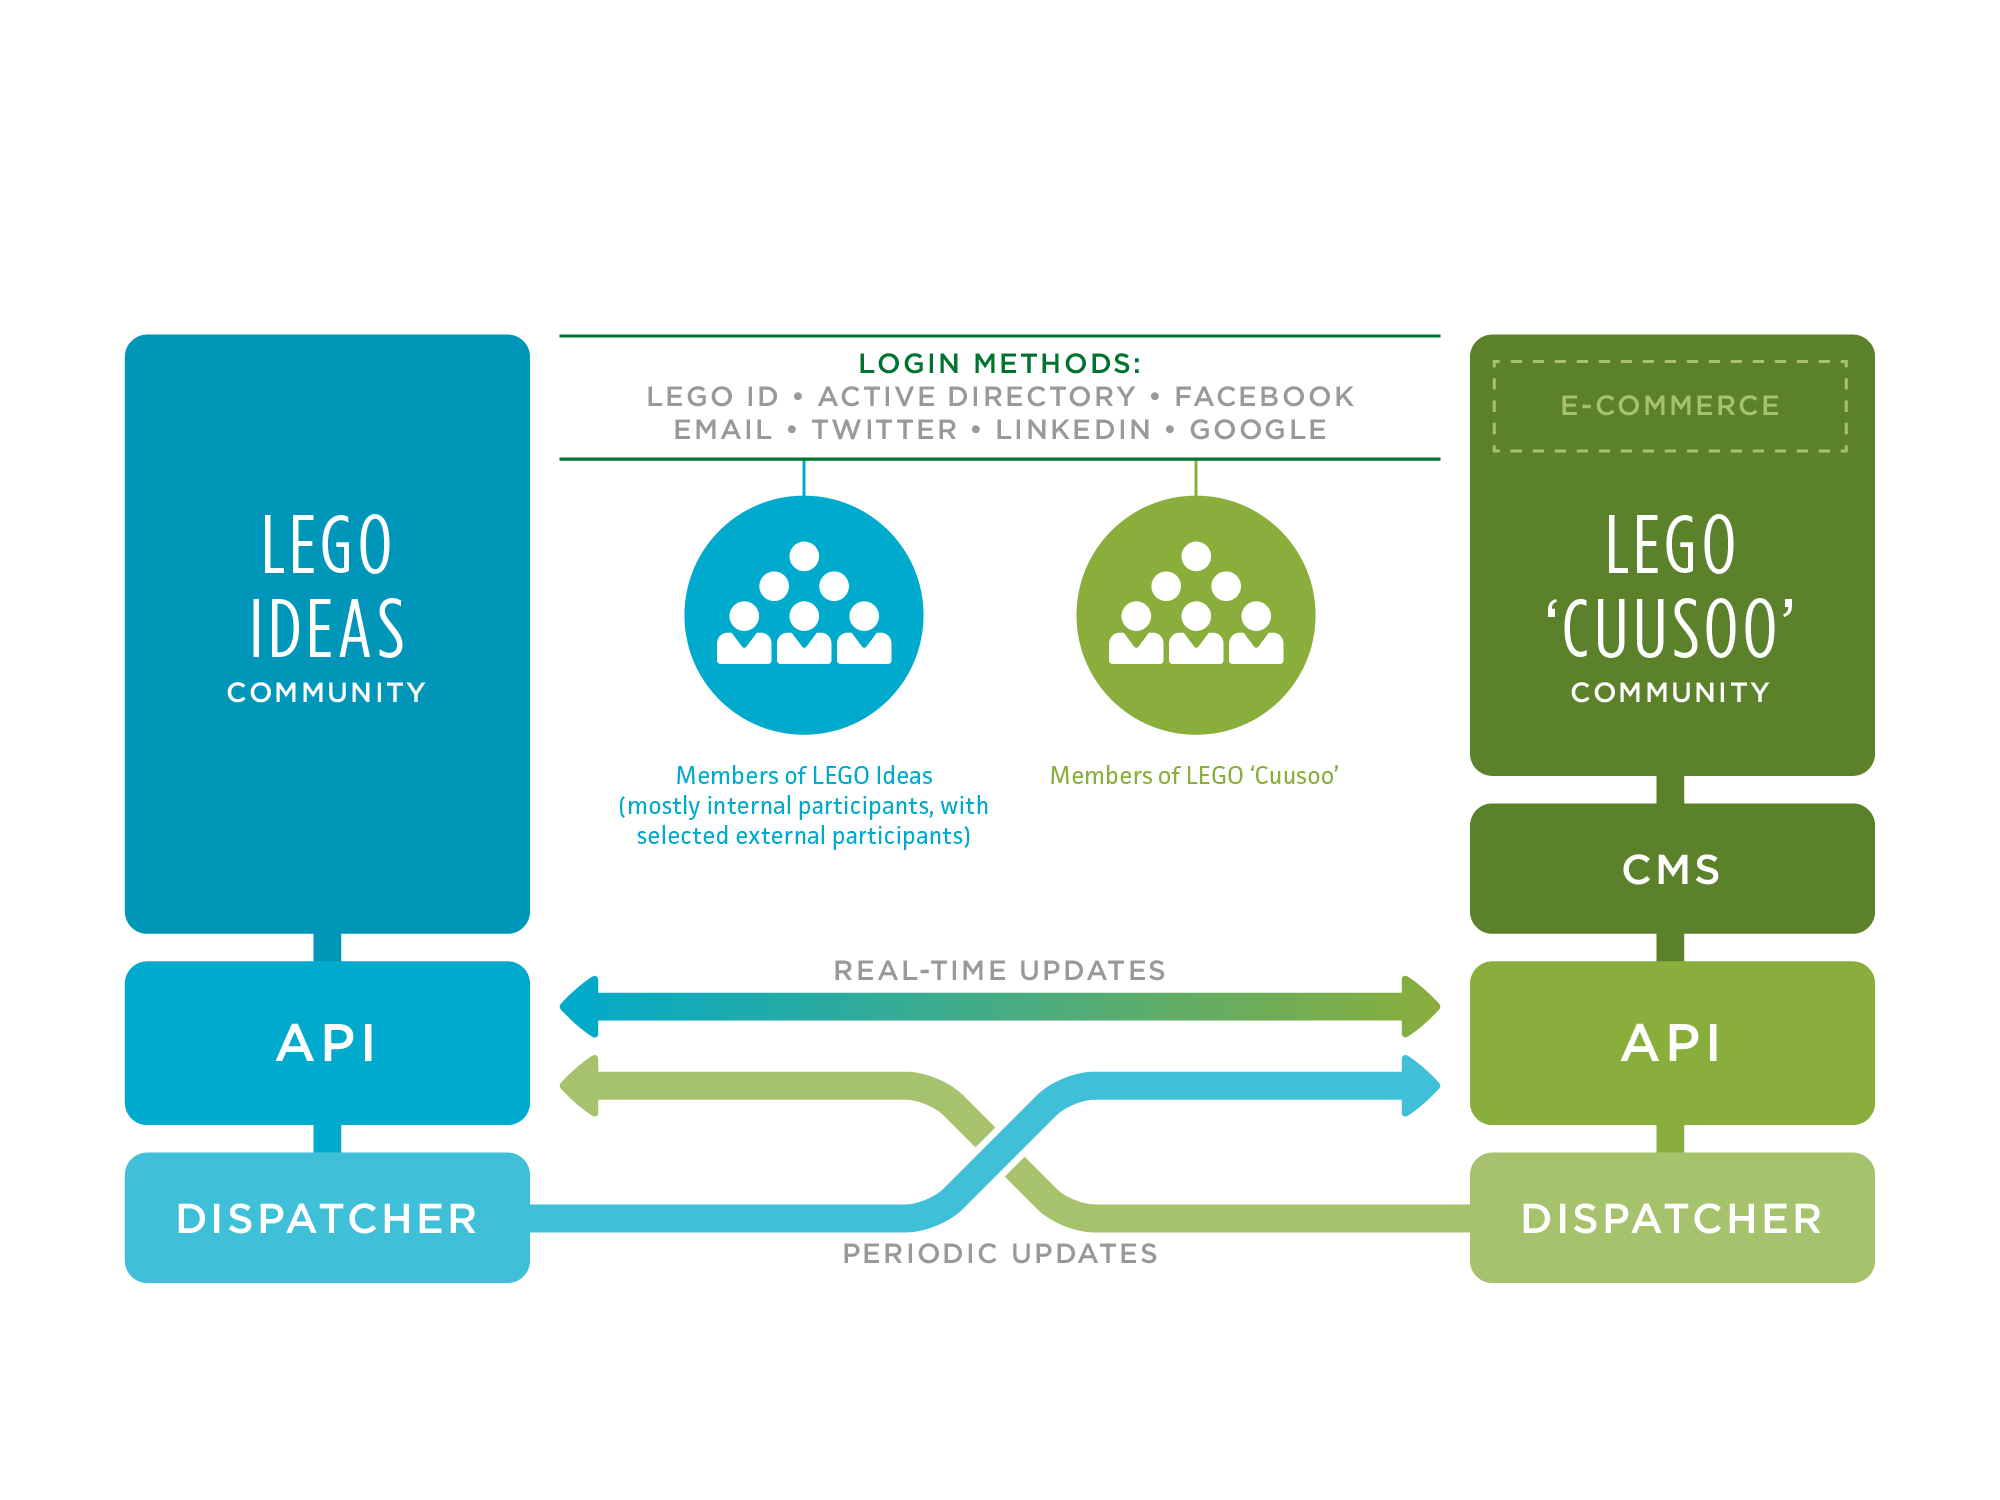 LOGIN METHODS:
LEGO ID • ACTIVE DIRECTORY • FACEBOOK
EMAIL • TWITTER • LINKEDIN • GOOGLE
LEGO
IDEAS
COMMUNITY
E-COMMERCE
LEGO
‘CUUSOO’
COMMUNITY
Members of LEGO Ideas
(mostly internal participants, with
selected external participants)
Members of LEGO ‘Cuusoo’
CMS
REAL-TIME UPDATES
API
API
DISPATCHER
DISPATCHER
PERIODIC UPDATES